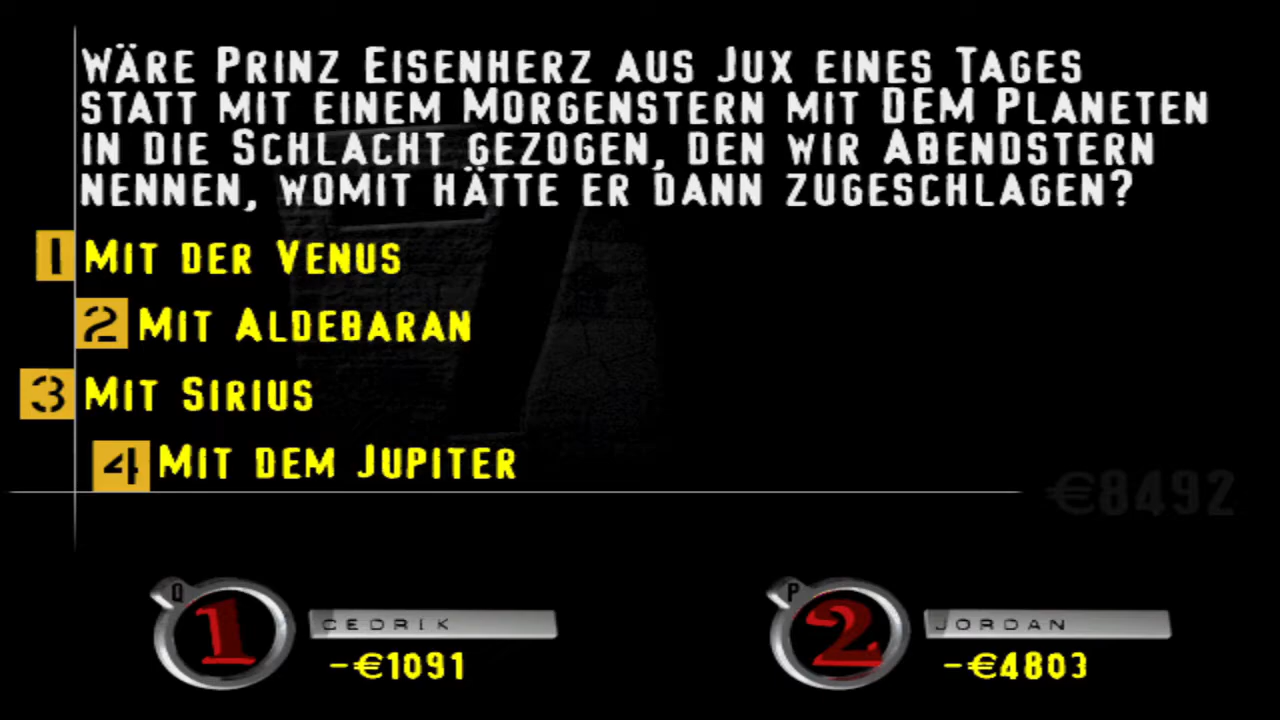 Wäre Prinz Eisenherz aus Jux eines Tages
statt mit einem Morgenstern mit DEM Planeten
in die Schlacht gezogen, den wir Abendstern
nennen, womit hätte er dann zugeschlagen?
1 Mit der Venus
2 Mit Aldebaran
3 Mit Sirius
4 Mit dem Jupiter
€8492
Q 1 CEDRIK
-€1091
P 2 JORDAN
-€4803